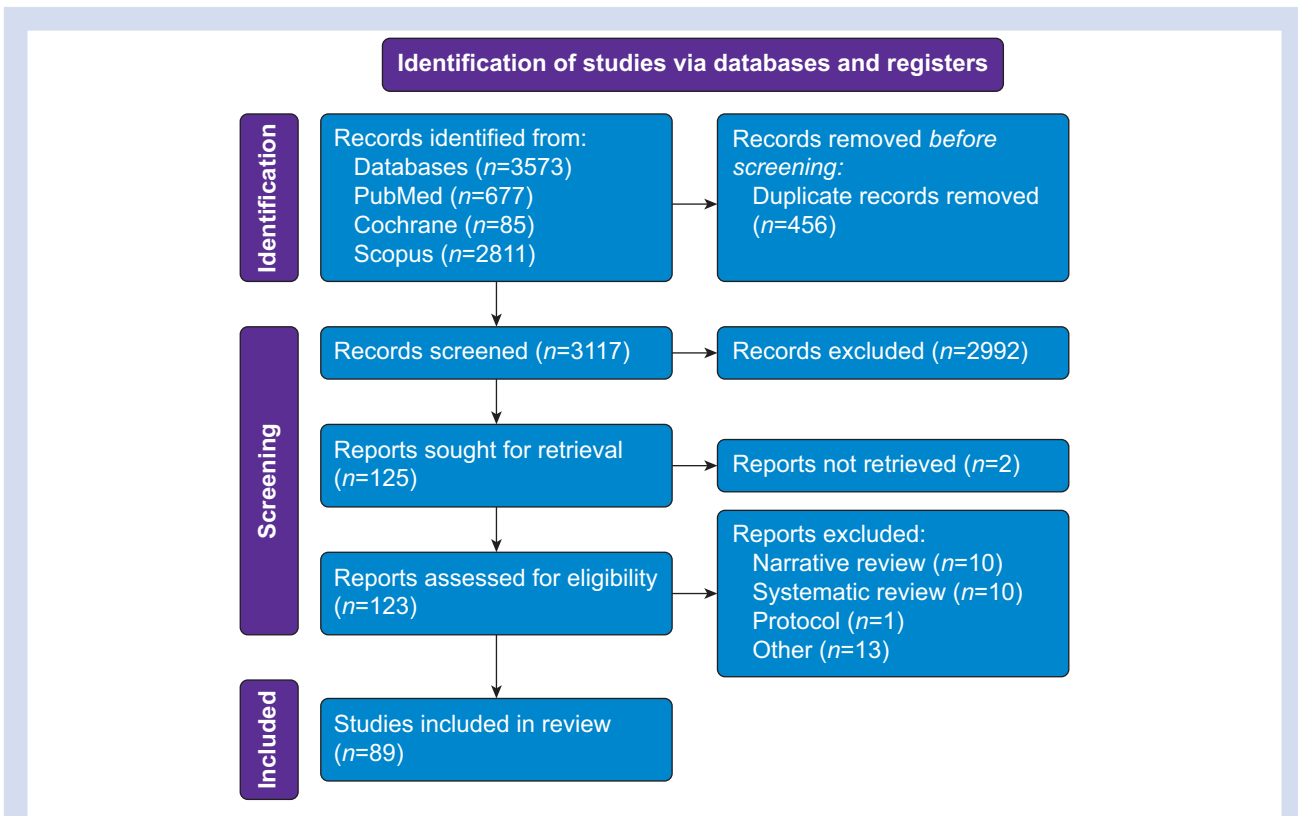 Identification of studies via databases and registers
Identification
Records identified from:
Databases (n=3573)
PubMed (n=677)
Cochrane (n=85)
Scopus (n=2811)
Records removed before
screening:
Duplicate records removed
(n=456)
Screening
Records screened (n=3117)
Records excluded (n=2992)
Reports sought for retrieval
(n=125)
Reports not retrieved (n=2)
Reports assessed for eligibility
(n=123)
Reports excluded:
Narrative review (n=10)
Systematic review (n=10)
Protocol (n=1)
Other (n=13)
Included
Studies included in review
(n=89)